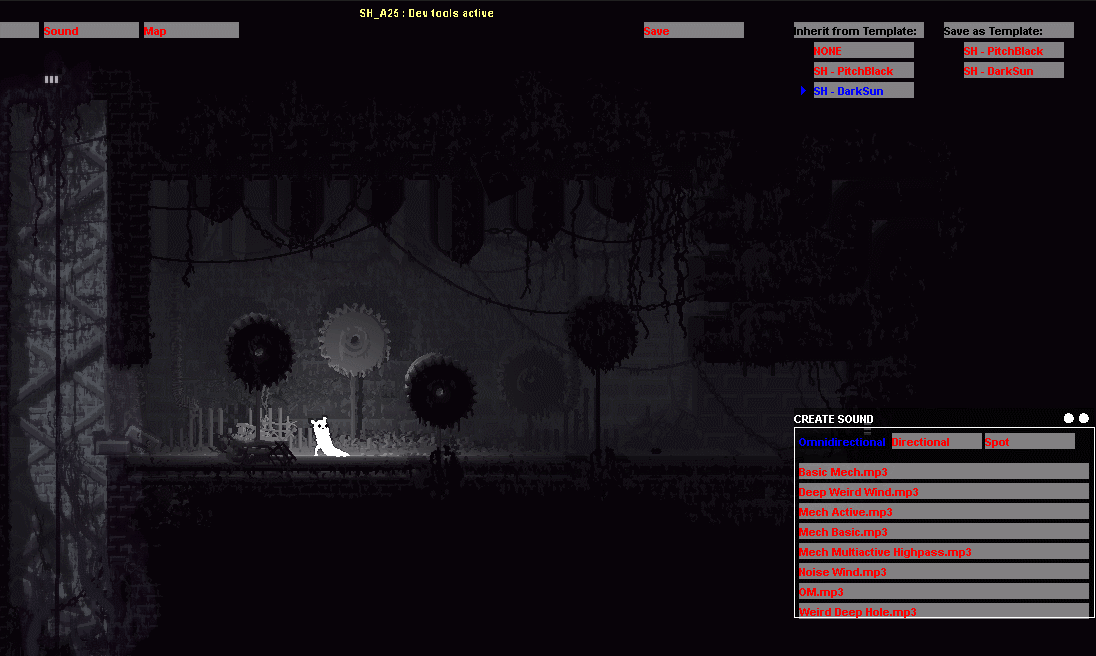 SH_A25 : Dev tools active
Sound
Map
Save
Inherit from Template:
NONE
SH - PitchBlack
SH - DarkSun
Save as Template:
SH - PitchBlack
SH - DarkSun
CREATE SOUND
Omnidirectional
Directional
Spot
Basic Mech.mp3
Deep Weird Wind.mp3
Mech Active.mp3
Mech Basic.mp3
Mech Multiactive Highpass.mp3
Noise Wind.mp3
OM.mp3
Weird Deep Hole.mp3